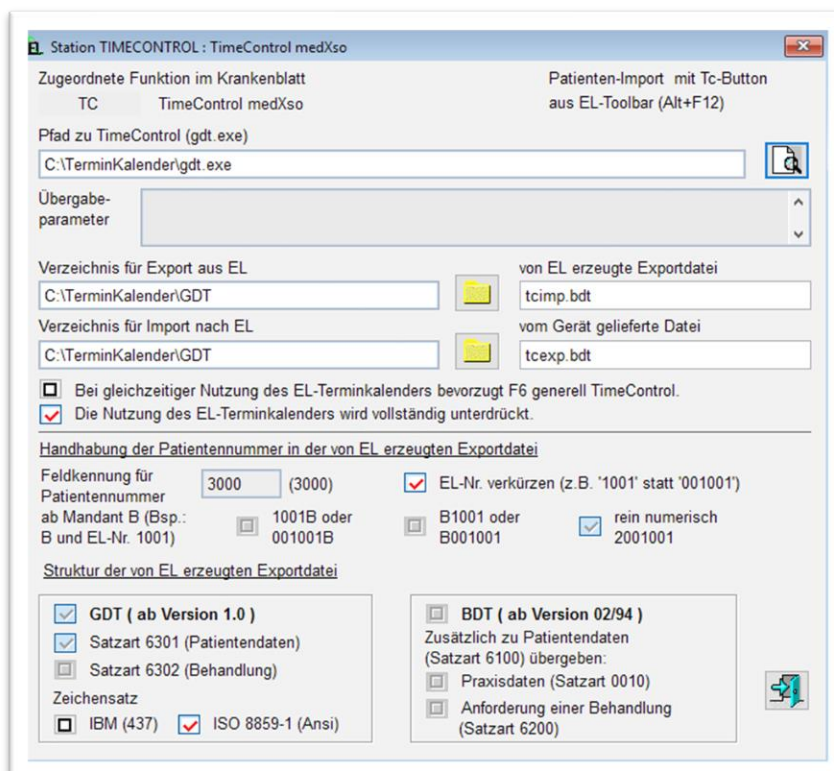 EL Station TIMECONTROL : TimeControl medXso
Zugeordnete Funktion im Krankenblatt
TC TimeControl medXso
Patienten-Import mit Tc-Button
aus EL-Toolbar (Alt+F12)
Pfad zu TimeControl (gdt.exe)
C:\TerminKalender\gdt.exe
Übergabe-
parameter
Verzeichnis für Export aus EL
von EL erzeugte Exportdatei
C:\TerminKalender\GDT
tcimp.bdt
Verzeichnis für Import nach EL
vom Gerät gelieferte Datei
C:\TerminKalender\GDT
tcexp.bdt
Bei gleichzeitiger Nutzung des EL-Terminkalenders bevorzugt F6 generell TimeControl.
Die Nutzung des EL-Terminkalenders wird vollständig unterdrückt.
Handhabung der Patientennummer in der von EL erzeugten Exportdatei
Feldkennung für
Patientennummer
3000 (3000)
EL-Nr. verkürzen (z.B. '1001' statt '001001')
ab Mandant B (Bsp.:
B und EL-Nr. 1001)
1001B oder
001001B
B1001 oder
B001001
rein numerisch
2001001
Struktur der von EL erzeugten Exportdatei
GDT ( ab Version 1.0 )
Satzart 6301 (Patientendaten)
Satzart 6302 (Behandlung)
Zeichensatz
IBM (437) ISO 8859-1 (Ansi)
BDT ( ab Version 02/94 )
Zusätzlich zu Patientendaten
(Satzart 6100) übergeben:
Praxisdaten (Satzart 0010)
Anforderung einer Behandlung
(Satzart 6200)